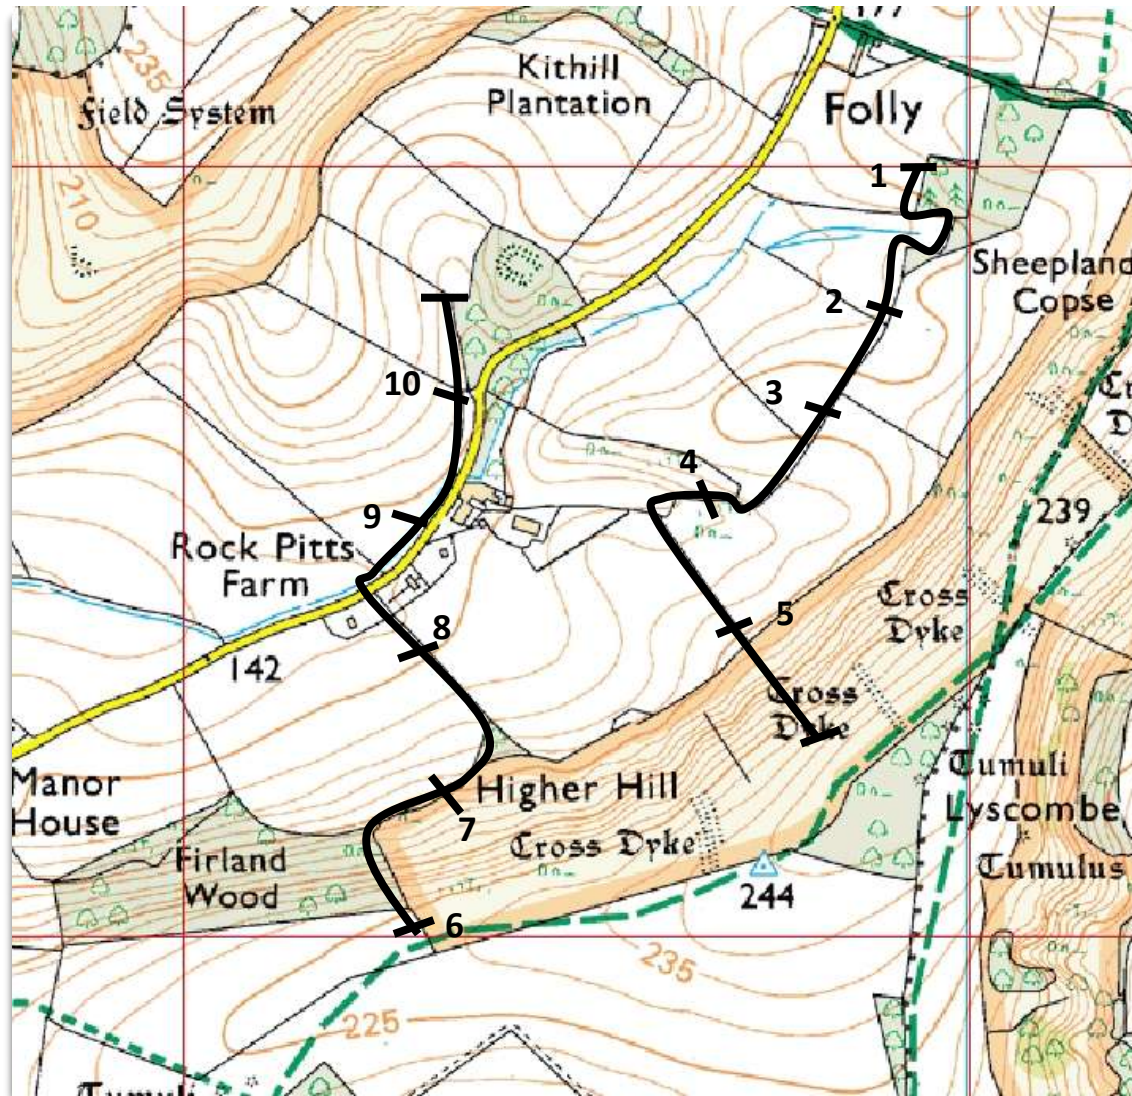 177
235
Kithill
Plantation
Field System
Folly
1
210
Sheepland
Copse
2
10
3
4
9
239
Rock Pitts
Farm
Cross
Dyke
8
5
142
Cross
Dyke
Manor
House
Higher Hill
7
Tumuli
Lyscombe
Cross Dyke
Firland
Wood
Tumulus
244
6
235
225
Tumuli